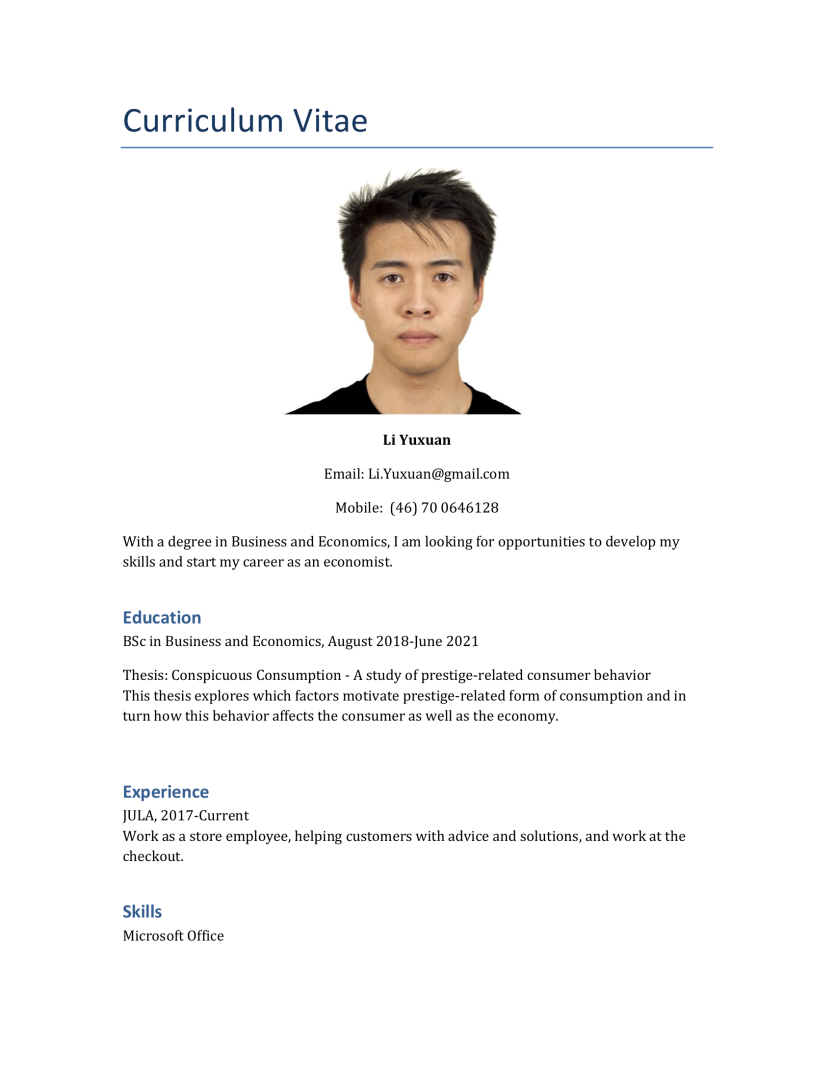 Curriculum Vitae
Li Yuxuan
Email: Li.Yuxuan@gmail.com
Mobile:  (46) 70 0646128
With a degree in Business and Economics, I am looking for opportunities to develop my
skills and start my career as an economist.
Education
BSc in Business and Economics, August 2018-June 2021
Thesis: Conspicuous Consumption - A study of prestige-related consumer behavior
This thesis explores which factors motivate prestige-related form of consumption and in
turn how this behavior affects the consumer as well as the economy.
Experience
JULA, 2017-Current
Work as a store employee, helping customers with advice and solutions, and work at the
checkout.
Skills
Microsoft Office